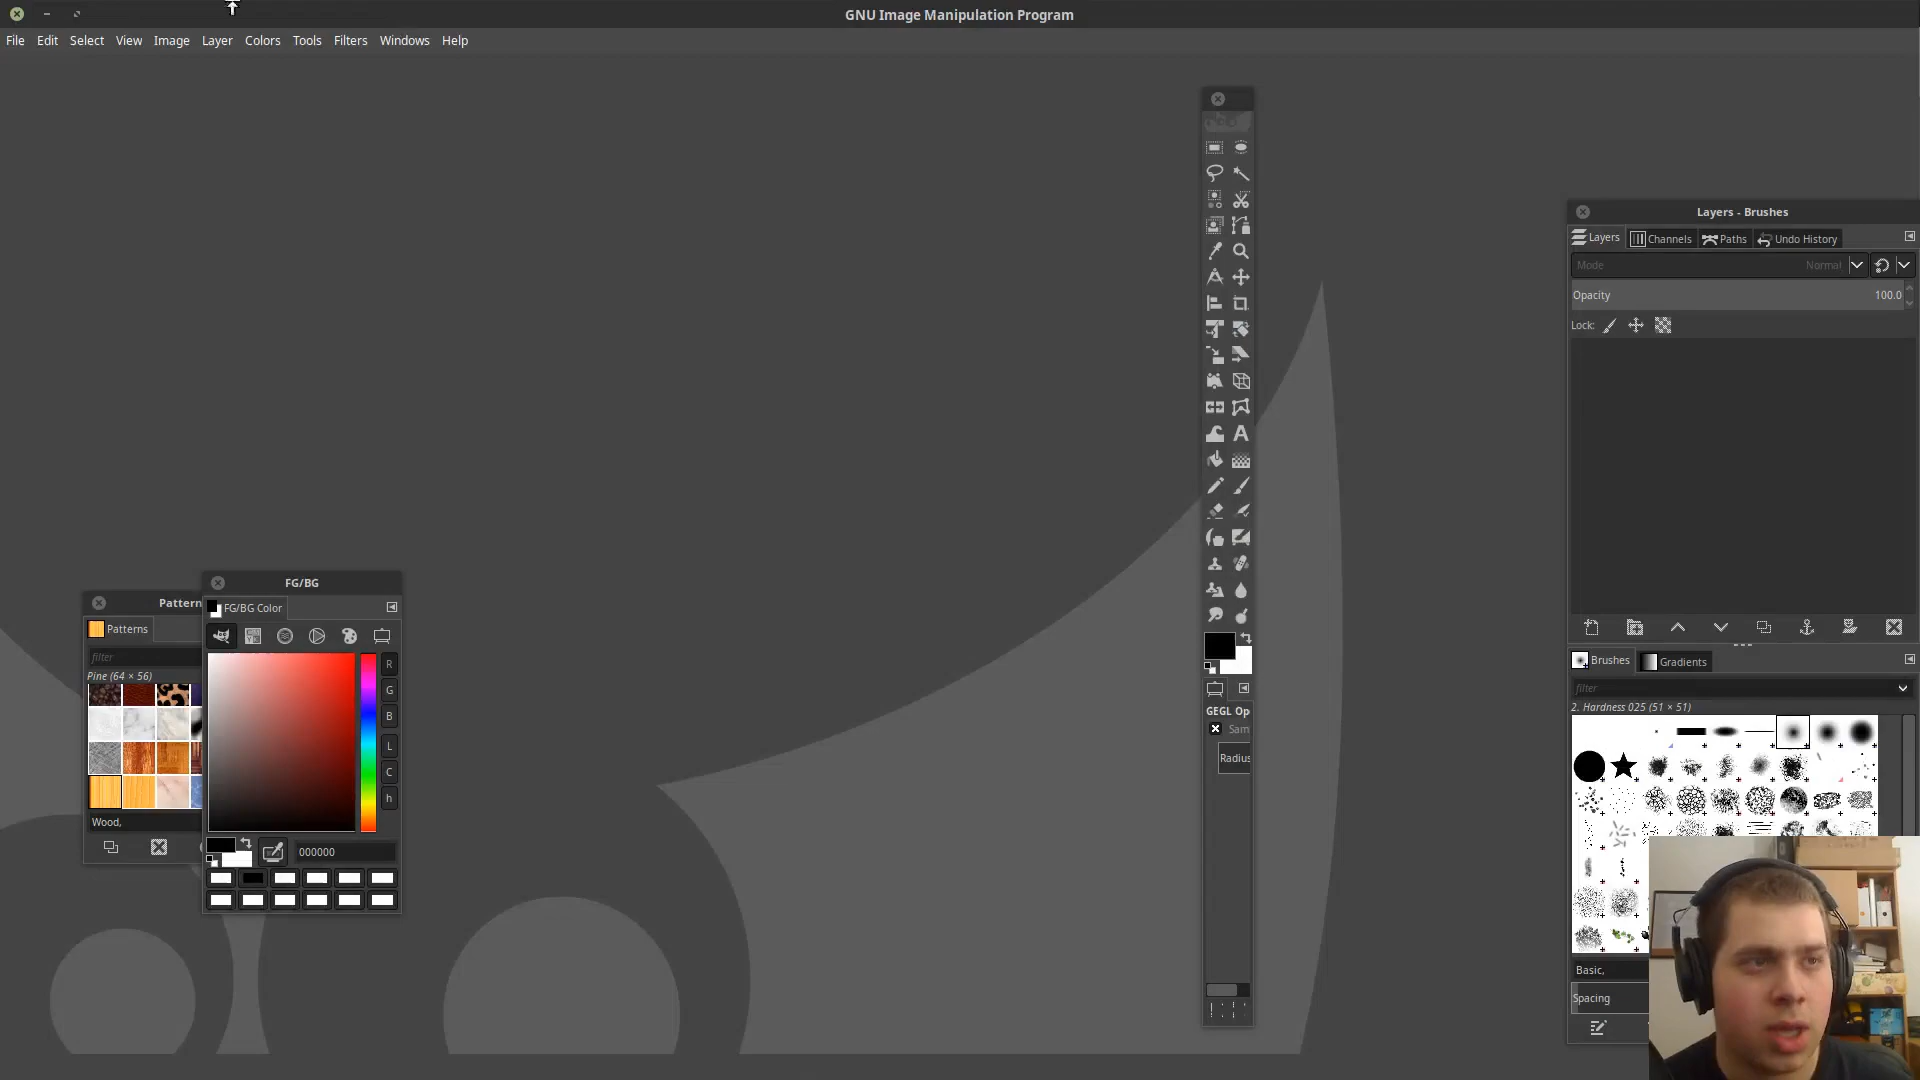 GNU Image Manipulation Program
File Edit Select View Image Layer Colors Tools Filters Windows Help
Layers - Brushes
Layers Channels Paths Undo History
Mode Normal
Opacity 100.0
Lock:
FG/BG
FG/BG Color
R
G
B
L
C
h
000000
Pattern
Patterns
filter
Pine (64 × 56)
Wood,
GEGL Op
Sam
Radius
Brushes Gradients
filter
2. Hardness 025 (51 × 51)
Basic,
Spacing